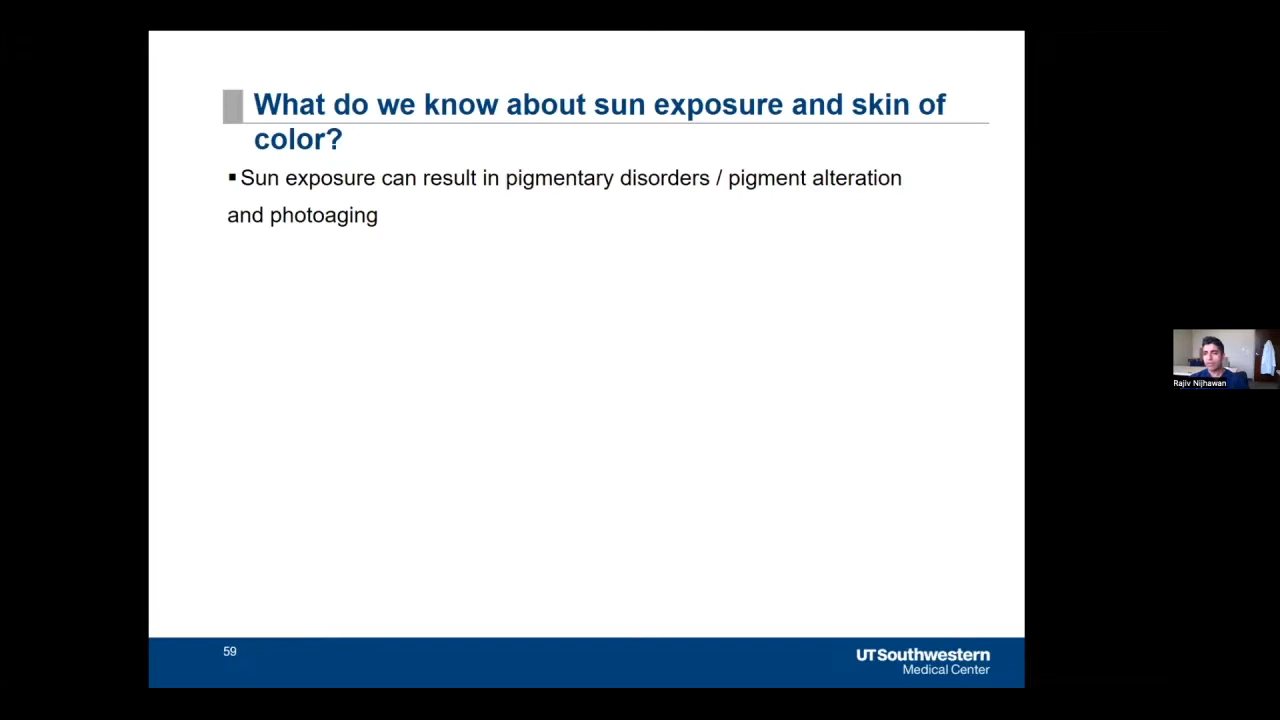 What do we know about sun exposure and skin of
color?
▪Sun exposure can result in pigmentary disorders / pigment alteration
and photoaging
Rajiv Nijhawan
59
UTSouthwestern
Medical Center